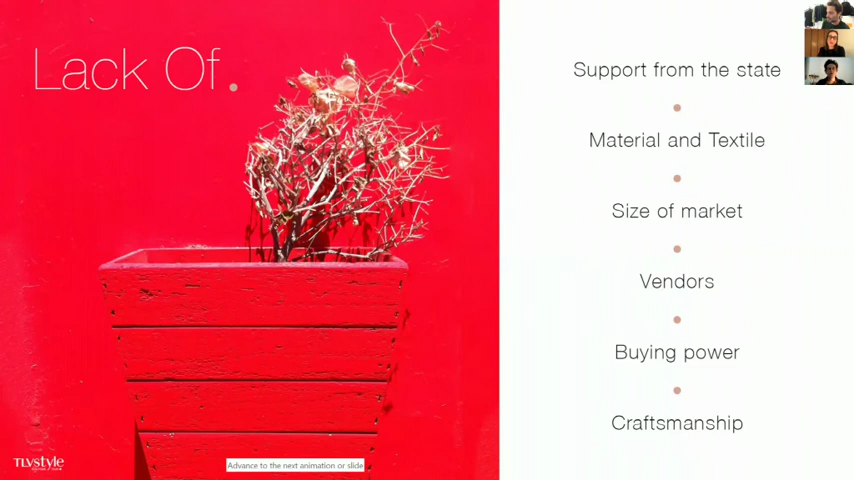 Lack Of.
Support from the state
Material and Textile
Size of market
Vendors
Buying power
Craftsmanship
TLVstyle
Advance to the next animation or slide